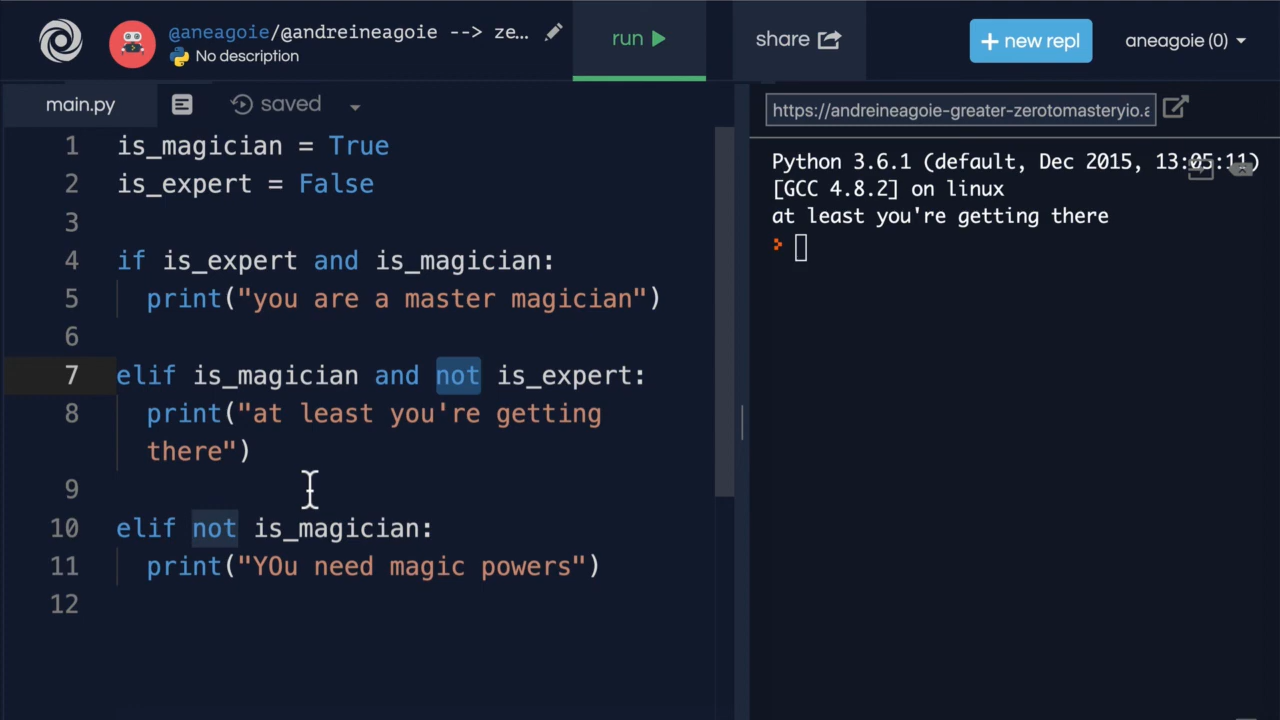 @aneagoie/@andreineagoie --> ze...
No description
run
share
+ new repl
aneagoie (0)
main.py
saved
1 is_magician = True
2 is_expert = False
3
4 if is_expert and is_magician:
5 print("you are a master magician")
6
7 elif is_magician and not is_expert:
8 print("at least you're getting
there")
9
10 elif not is_magician:
11 print("YOu need magic powers")
12
https://andreineagoie-greater-zerotomasteryio.a
Python 3.6.1 (default, Dec 2015, 13:05:11)
[GCC 4.8.2] on linux
at least you're getting there